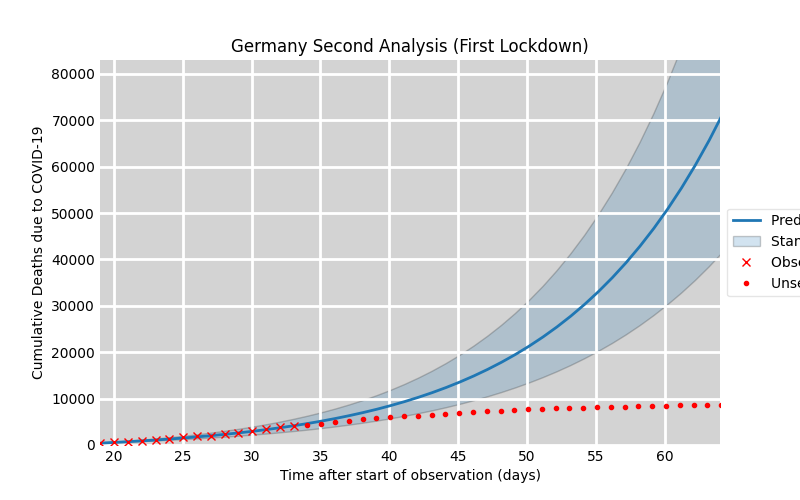 Germany Second Analysis (First Lockdown)
Cumulative Deaths due to COVID-19
80000
70000
60000
50000
40000
30000
20000
10000
0
20 25 30 35 40 45 50 55 60
Time after start of observation (days)
Pred
Stan
Obse
Unse